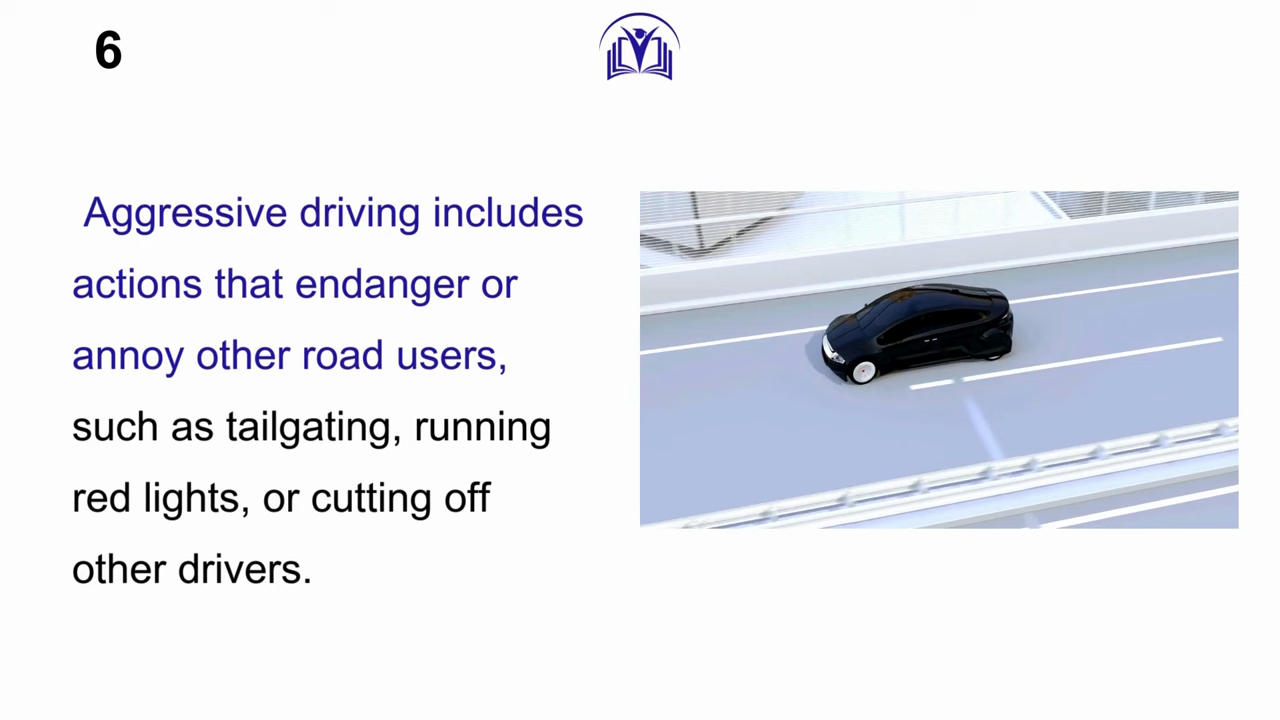 6
Aggressive driving includes
actions that endanger or
annoy other road users,
such as tailgating, running
red lights, or cutting off
other drivers.